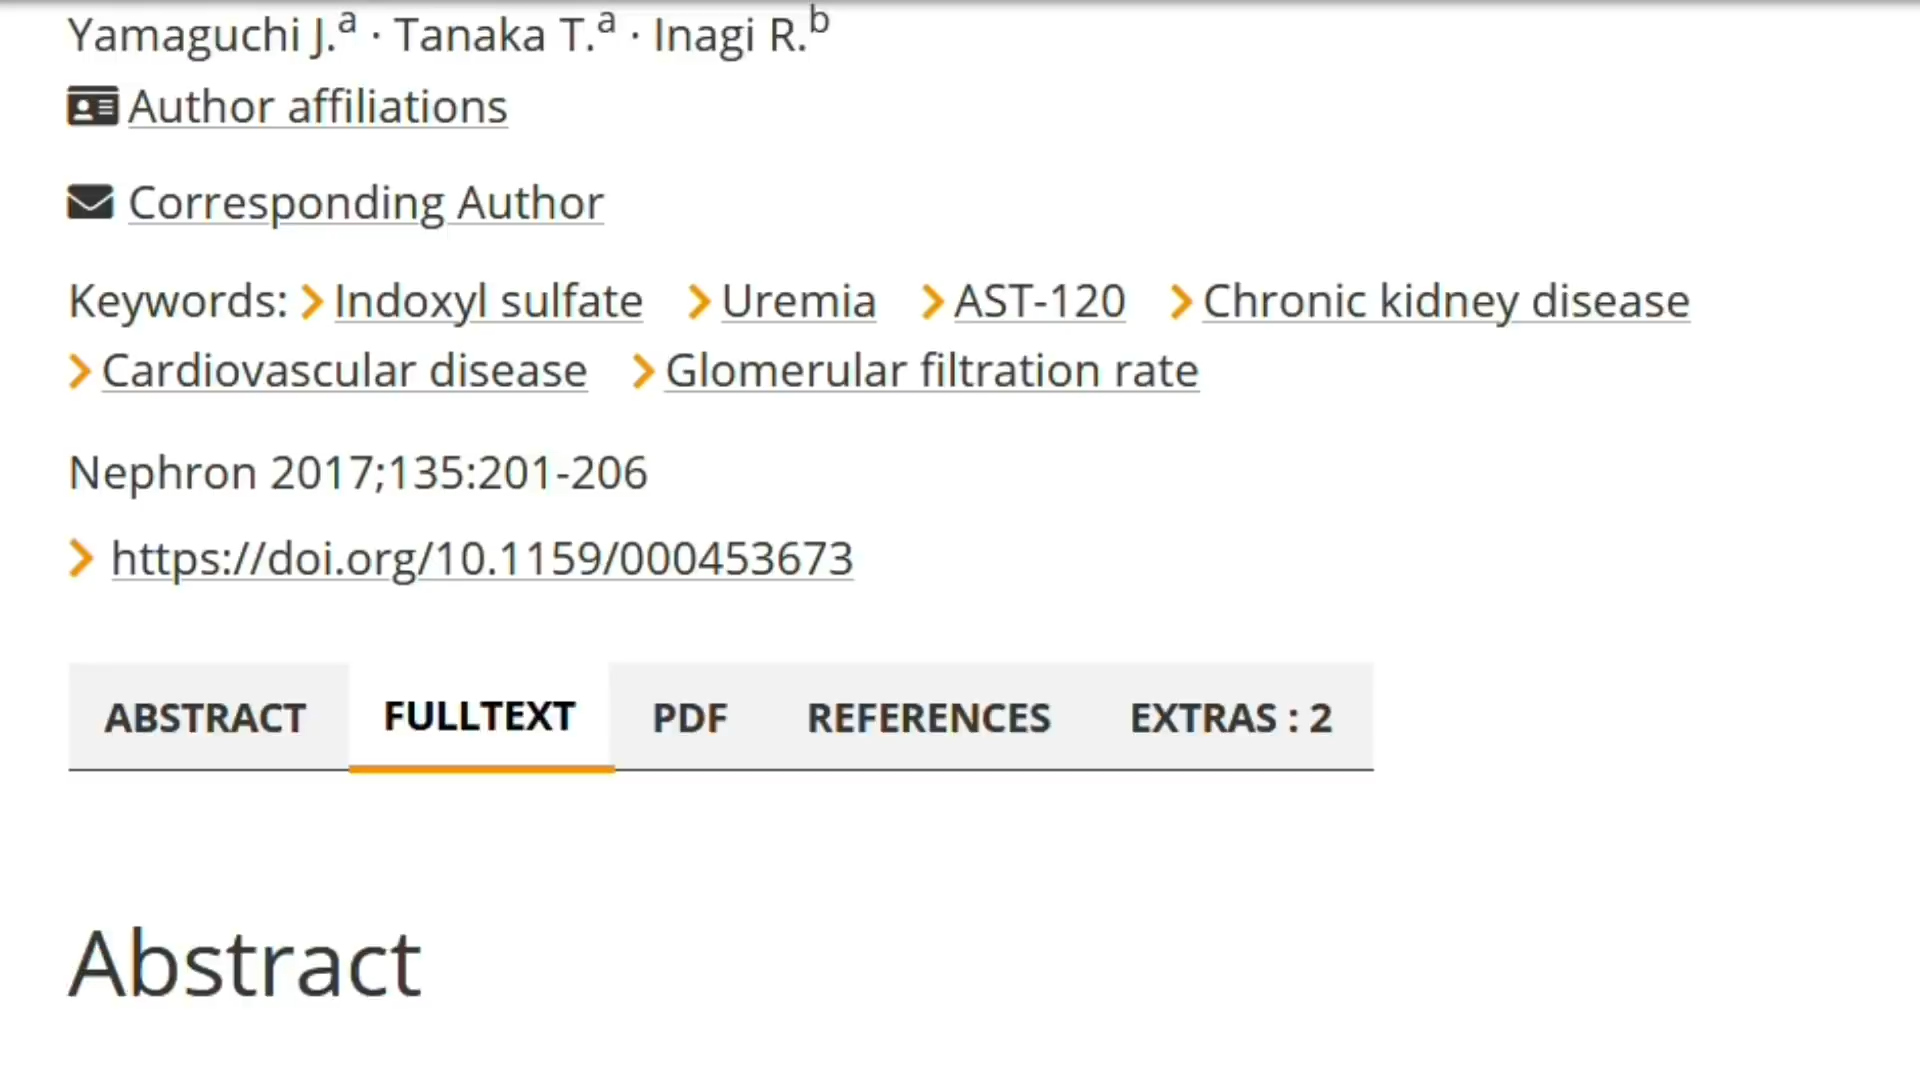 Yamaguchi J.a · Tanaka T.a · Inagi R.b
Author affiliations
Corresponding Author
Keywords: Indoxyl sulfate Uremia AST-120 Chronic kidney disease
Cardiovascular disease Glomerular filtration rate
Nephron 2017;135:201-206
https://doi.org/10.1159/000453673
ABSTRACT FULLTEXT PDF REFERENCES EXTRAS : 2
Abstract